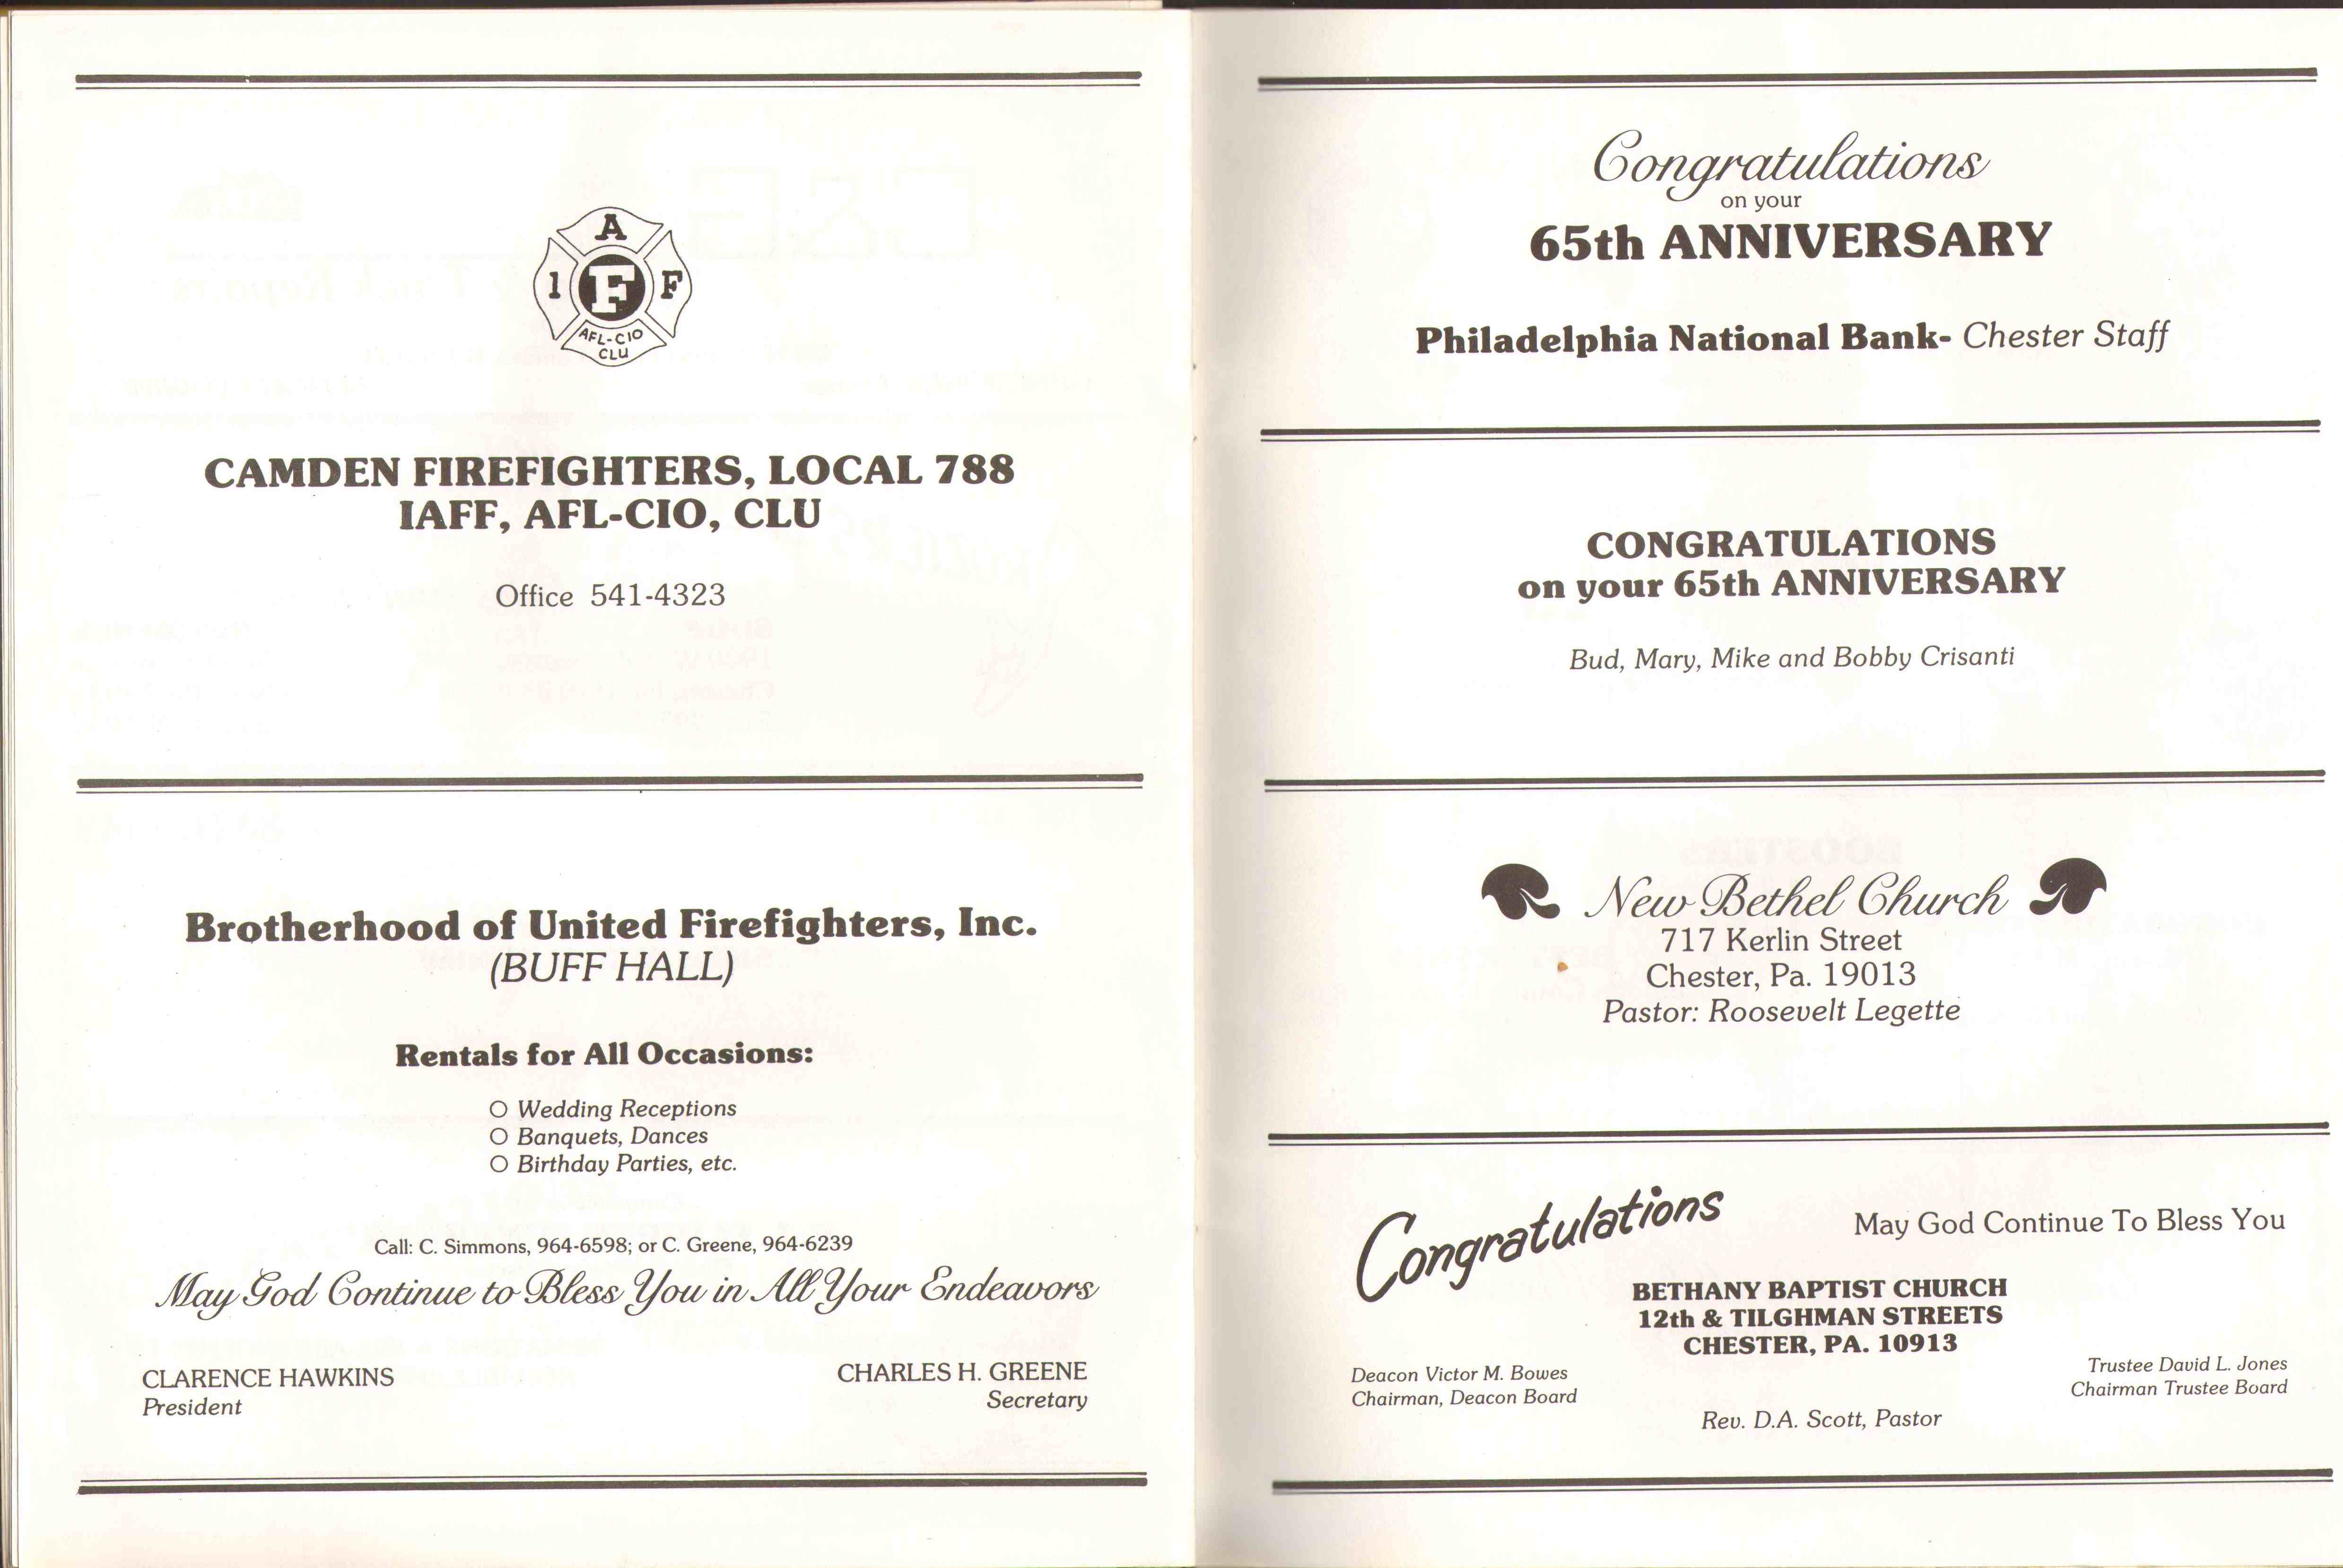 A
I F F
AFL-CIO
CLU
CAMDEN FIREFIGHTERS, LOCAL 788
IAFF, AFL-CIO, CLU
Office 541-4323
Brotherhood of United Firefighters, Inc.
(BUFF HALL)
Rentals for All Occasions:
O Wedding Receptions
O Banquets, Dances
O Birthday Parties, etc.
Call: C. Simmons, 964-6598; or C. Greene, 964-6239
May God Continue to Bless You in All Your Endeavors
CLARENCE HAWKINS
President
CHARLES H. GREENE
Secretary
Congratulations
on your
65th ANNIVERSARY
Philadelphia National Bank- Chester Staff
CONGRATULATIONS
on your 65th ANNIVERSARY
Bud, Mary, Mike and Bobby Crisanti
New Bethel Church
717 Kerlin Street
Chester, Pa. 19013
Pastor: Roosevelt Legette
Congratulations
May God Continue To Bless You
BETHANY BAPTIST CHURCH
12th & TILGHMAN STREETS
CHESTER, PA. 10913
Deacon Victor M. Bowes
Chairman, Deacon Board
Trustee David L. Jones
Chairman Trustee Board
Rev. D.A. Scott, Pastor